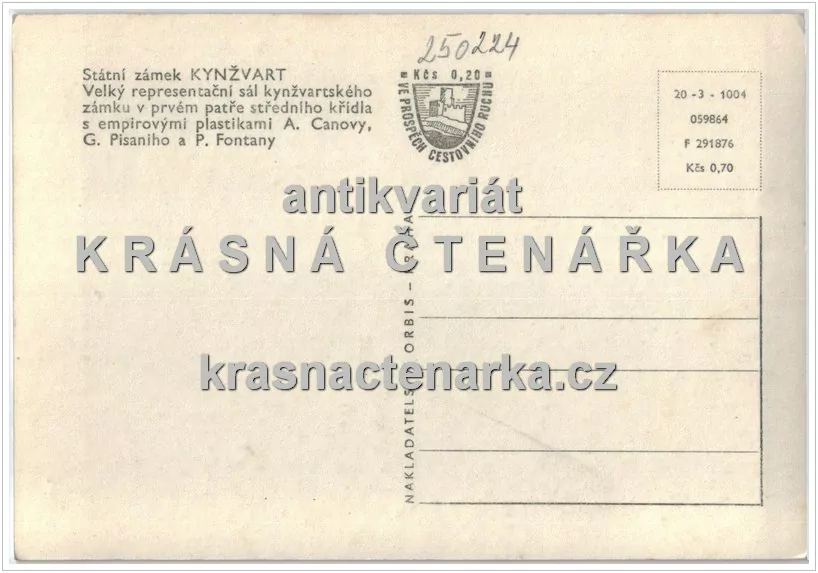 250224
Státní zámek KYNŽVART
Velký representační sál kynžvartského
zámku v prvém patře středního křídla
s empirovými plastikami A. Canovy,
G. Pisaniho a P. Fontany
Kčs 0,20
VE PROSPĚCH CESTOVNÍHO RUCHU
20 -3 - 1004
059864
F 291876
Kčs 0,70
antikvariát
KRÁSNÁ ČTENÁŘKA
krasnactenarka.cz
NAKLADATELS ORBIS – PRAHA